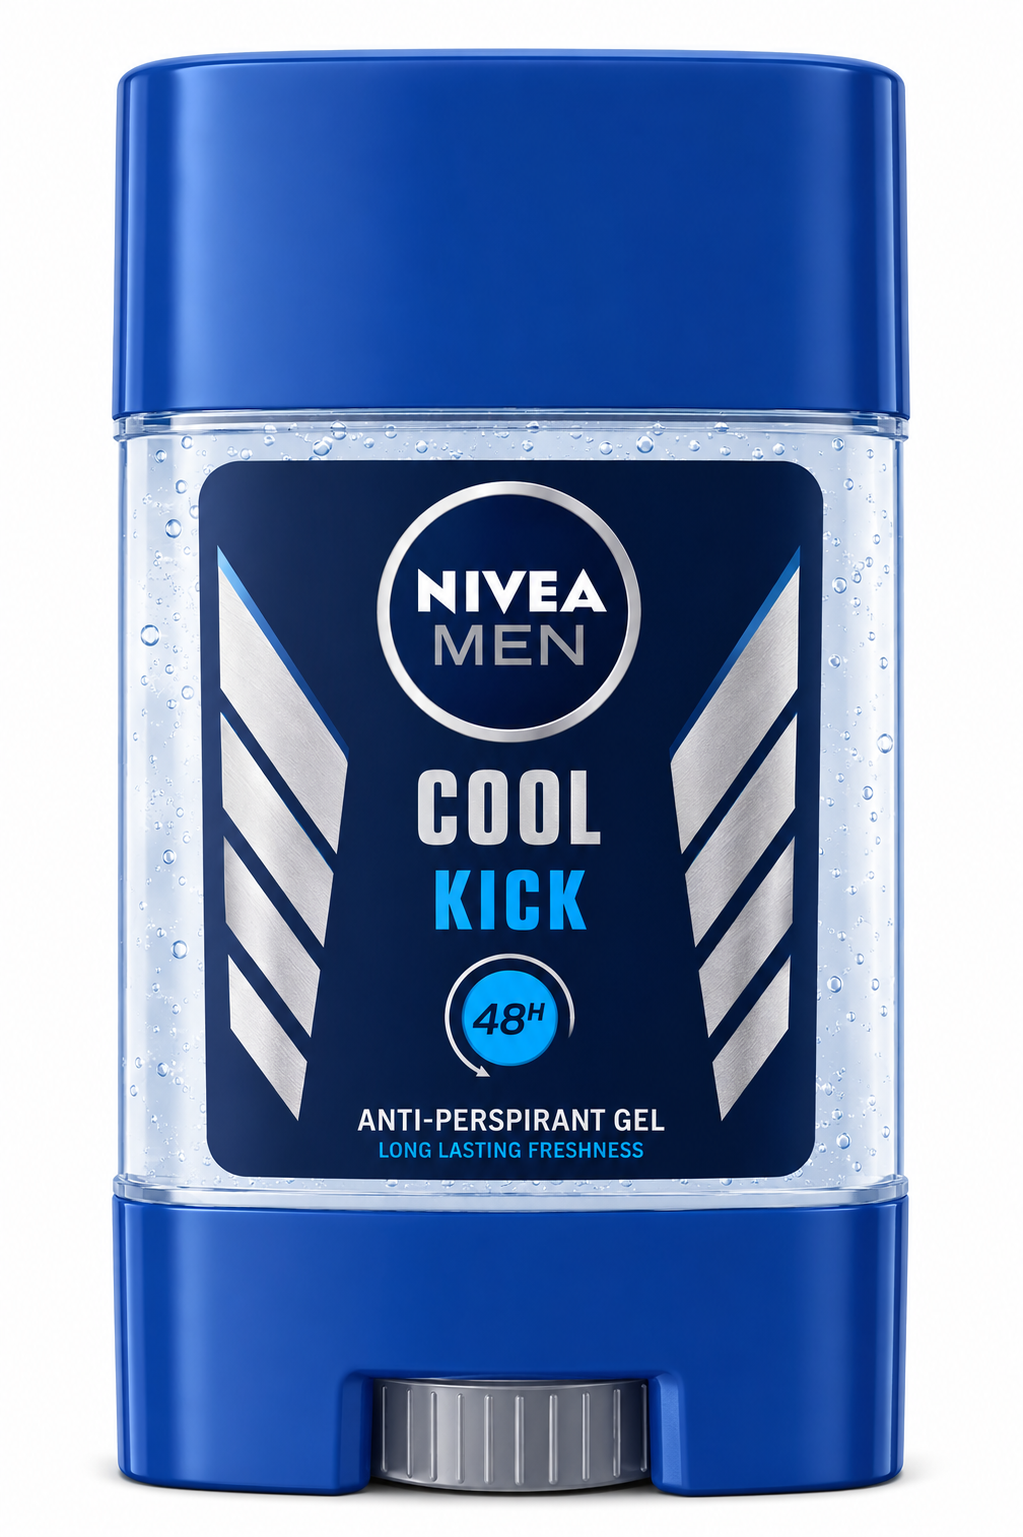 NIVEA
MEN
COOL
KICK
48H
ANTI-PERSPIRANT GEL
LONG LASTING FRESHNESS